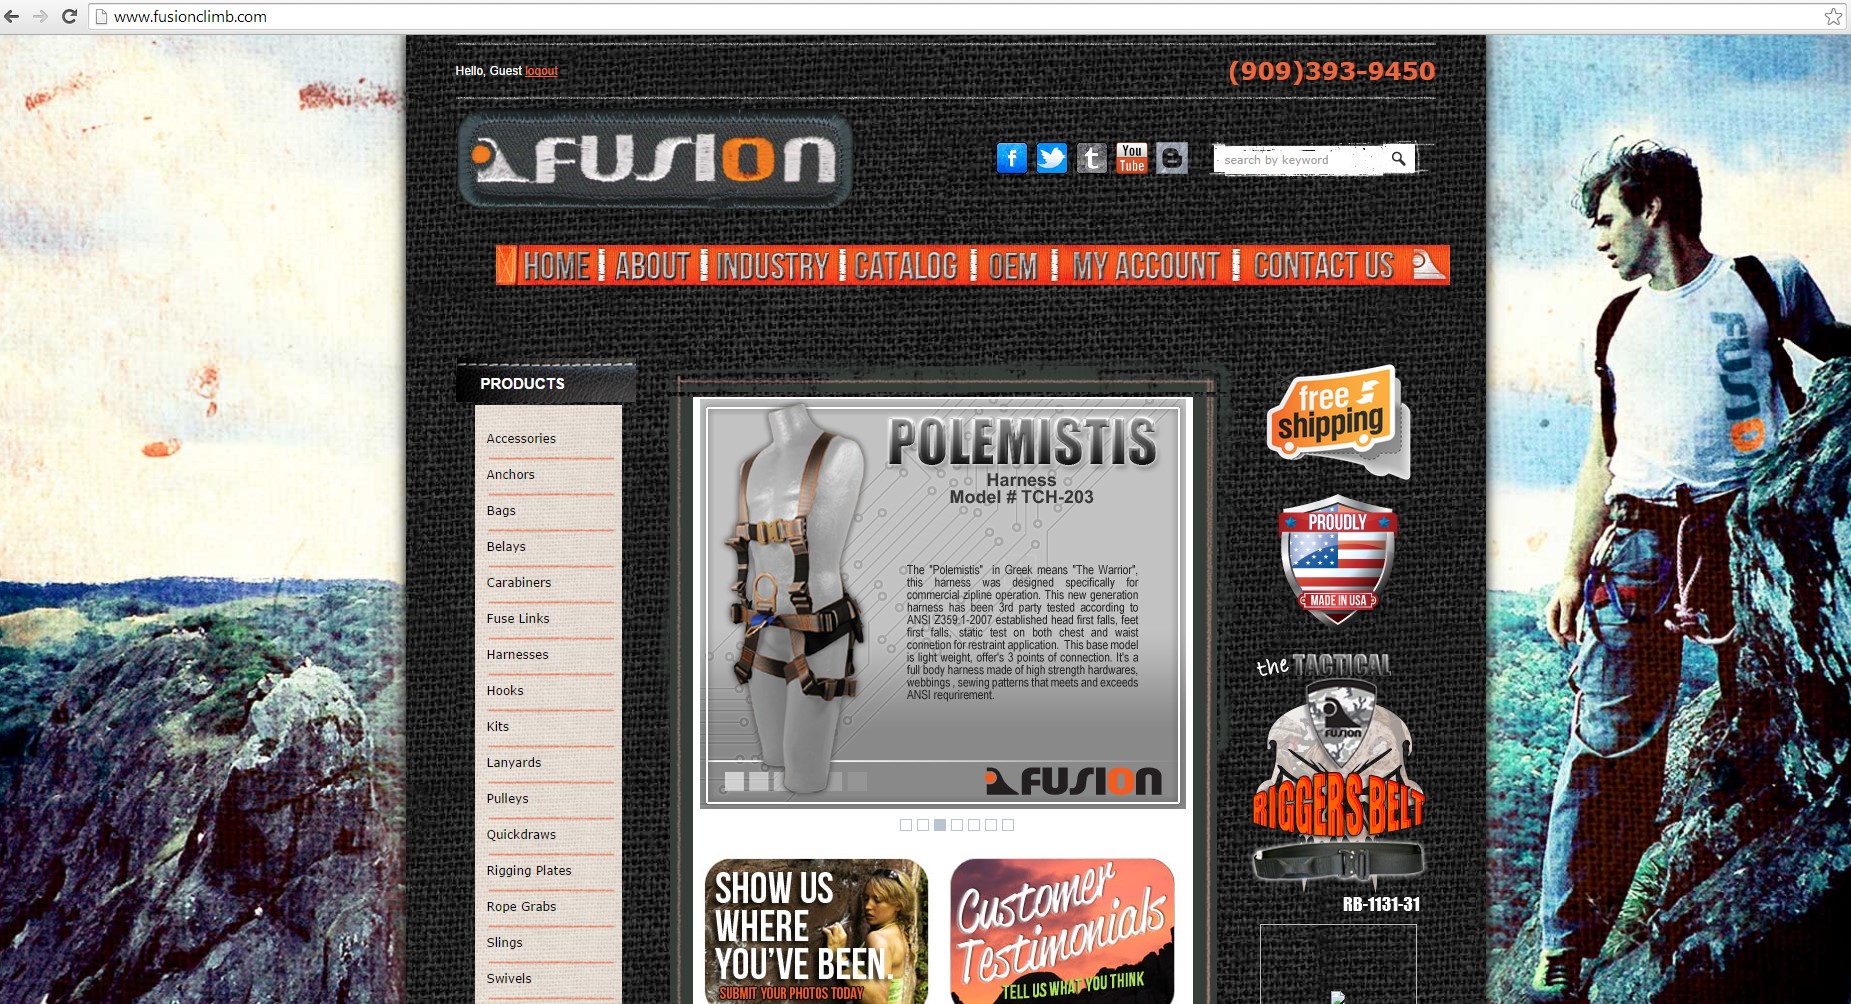 www.fusionclimb.com
Hello, Guest logout
(909)393-9450
FUSION
f
t
You
Tube
B
search by keyword
HOME ABOUT INDUSTRY CATALOG OEM MY ACCOUNT CONTACT US
PRODUCTS
Accessories
Anchors
Bags
Belays
Carabiners
Fuse Links
Harnesses
Hooks
Kits
Lanyards
Pulleys
Quickdraws
Rigging Plates
Rope Grabs
Slings
Swivels
POLEMISTIS
Harness
Model # TCH-203
The "Polemistis" in Greek means "The Warrior",
this harness was designed specifically for
commercial zipline operation. This new generation
harness has been 3rd party tested according to
ANSI Z359.1-2007 established head first falls, feet
first falls, static test on both chest and waist
connetion for restraint application. This base model
is light weight, offer's 3 points of connection. It's a
full body harness made of high strength hardwares,
webbings , sewing patterns that meets and exceeds
ANSI requrirement.
FUSION
SHOW US
WHERE
YOU'VE BEEN.
SUBMIT YOUR PHOTOS TODAY
Customer
Testimonials
TELL US WHAT YOU THINK
free
shipping
PROUDLY
MADE IN USA
the TACTICAL
FUSION
RIGGERS BELT
RB-1131-31
FUSIO